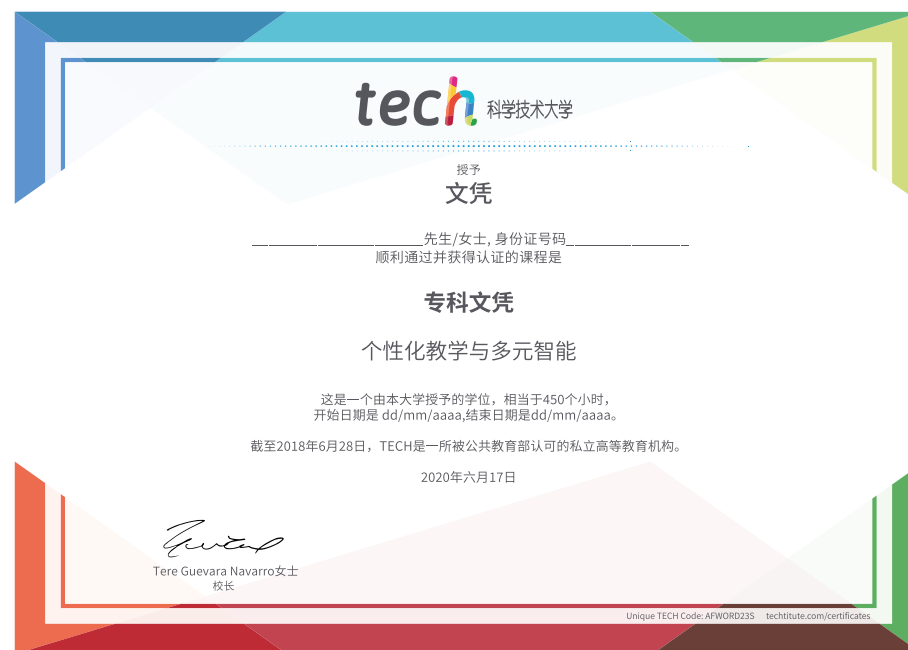 tech 科学技术大学
授予
文凭
______________________先生/女士, 身份证号码________________
顺利通过并获得认证的课程是
专科文凭
个性化教学与多元智能
这是一个由本大学授予的学位，相当于450个小时，
开始日期是 dd/mm/aaaa,结束日期是dd/mm/aaaa。
截至2018年6月28日，TECH是一所被公共教育部认可的私立高等教育机构。
2020年六月17日
Tere Guevara Navarro女士
校长
Unique TECH Code: AFWORD23S techtitute.com/certificates